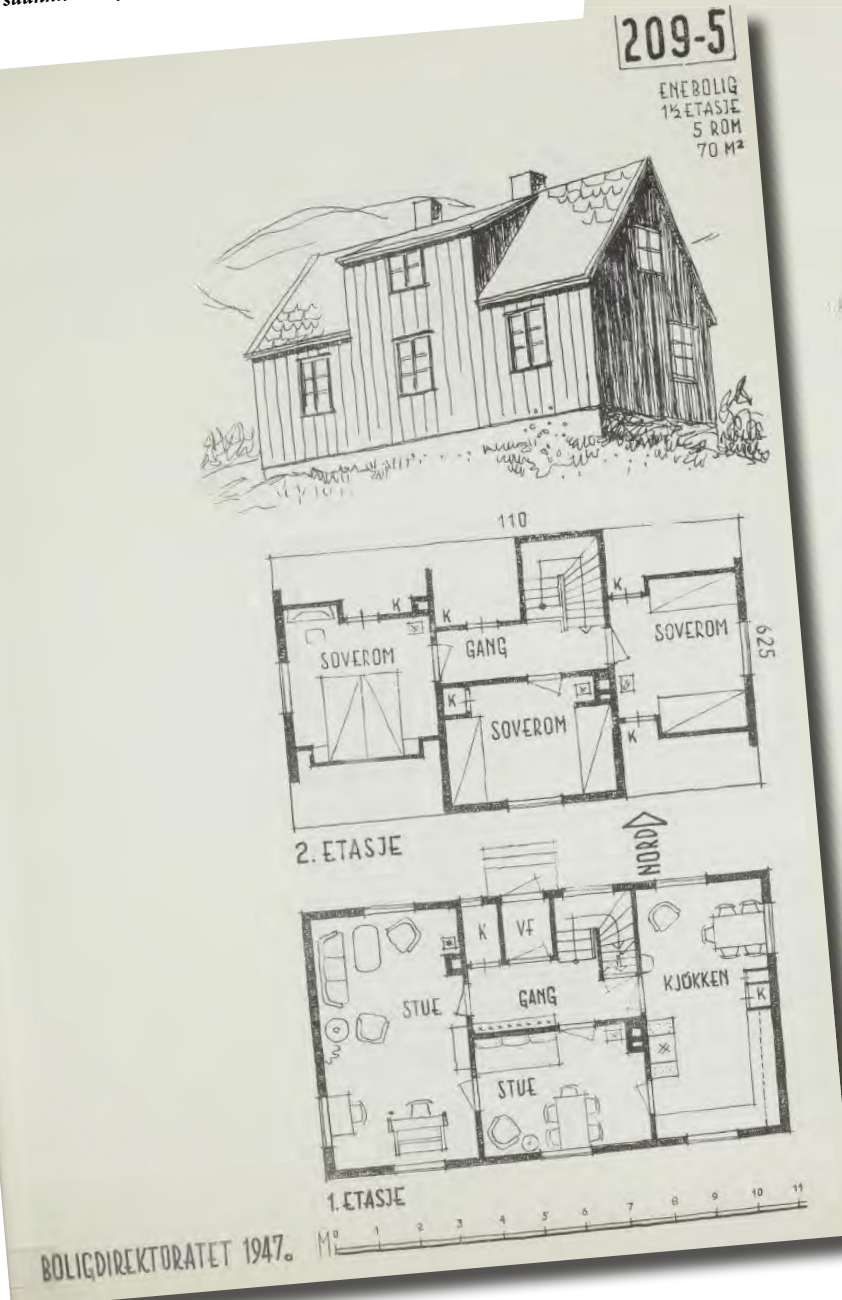 209-5
ENEBOLIG
1½ ETASJE
5 ROM
70 M²
110
K
K
K
SOVEROM
GANG
SOVEROM
625
K
SOVEROM
K
2. ETASJE
NORD
K
VF
STUE
GANG
KJØKKEN
K
STUE
1. ETASJE
M 0 1 2 3 4 5 6 7 8 9 10 11
BOLIGDIREKTORATET 1947.